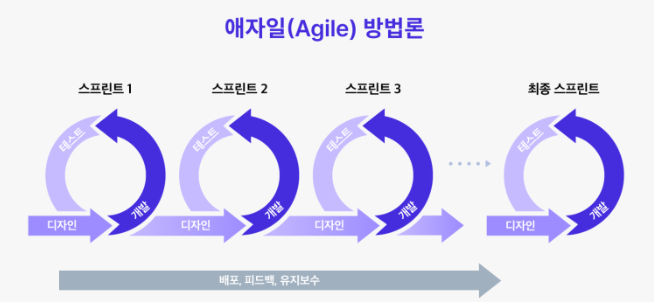 애자일(Agile) 방법론
스프린트 1
스프린트 2
스프린트 3
최종 스프린트
테스트
개발
디자인
테스트
개발
디자인
테스트
개발
디자인
테스트
개발
디자인
배포, 피드백, 유지보수